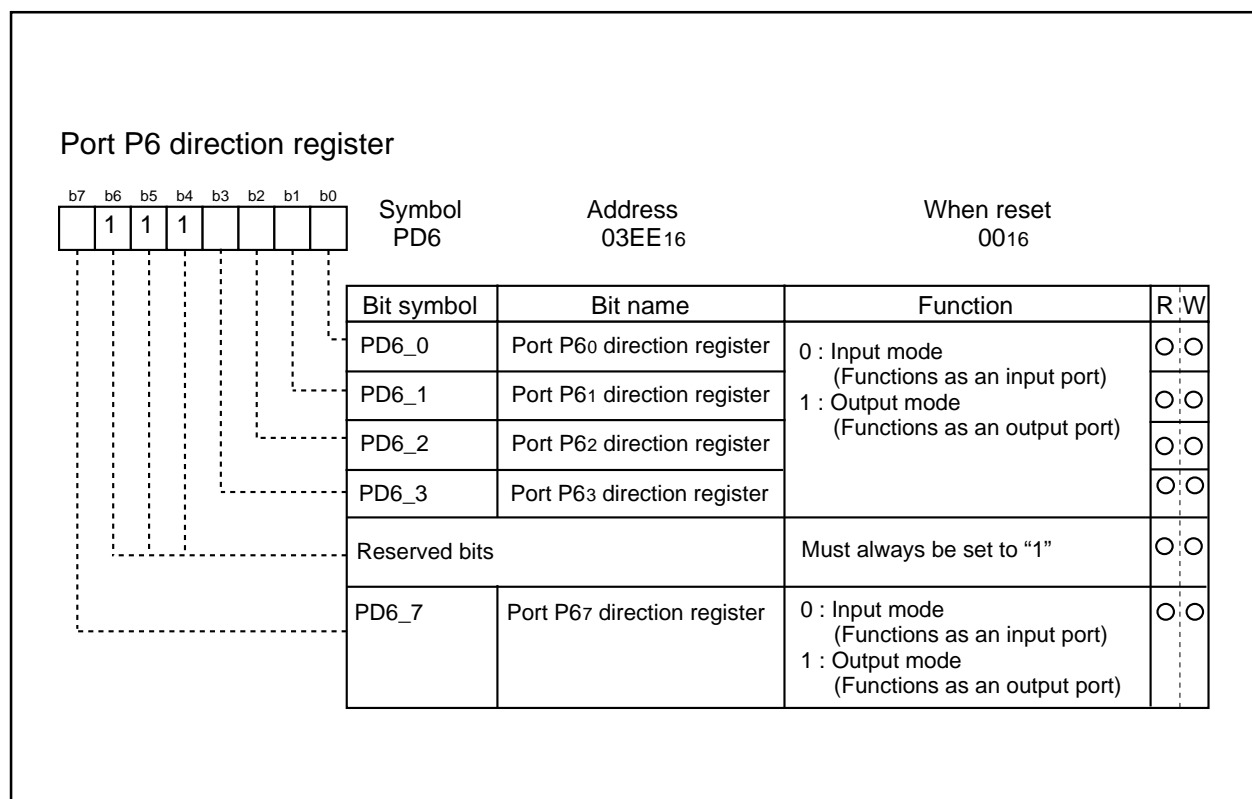 Port P6 direction register
b7 b6 b5 b4 b3 b2 b1 b0
1 1 1
Symbol Address When reset
PD6 03EE16 0016
Bit symbol Bit name Function R W
PD6_0 Port P60 direction register
0 : Input mode
(Functions as an input port)
1 : Output mode
(Functions as an output port)
PD6_1 Port P61 direction register
PD6_2 Port P62 direction register
PD6_3 Port P63 direction register
Reserved bits Must always be set to “1”
PD6_7 Port P67 direction register
0 : Input mode
(Functions as an input port)
1 : Output mode
(Functions as an output port)